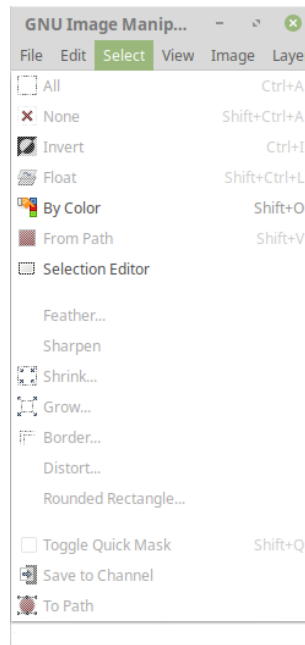 GNU Image Manip...
File Edit Select View Image Laye
All Ctrl+A
None Shift+Ctrl+A
Invert Ctrl+I
Float Shift+Ctrl+L
By Color Shift+O
From Path Shift+V
Selection Editor
Feather...
Sharpen
Shrink...
Grow...
Border...
Distort...
Rounded Rectangle...
Toggle Quick Mask Shift+Q
Save to Channel
To Path